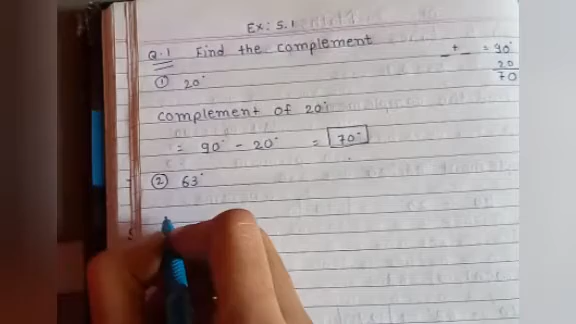 Ex: 5.1
Q.1 Find the complement
_ + _ = 90°
20
70
① 20°
complement of 20°
= 90° - 20° = 70°
② 63°